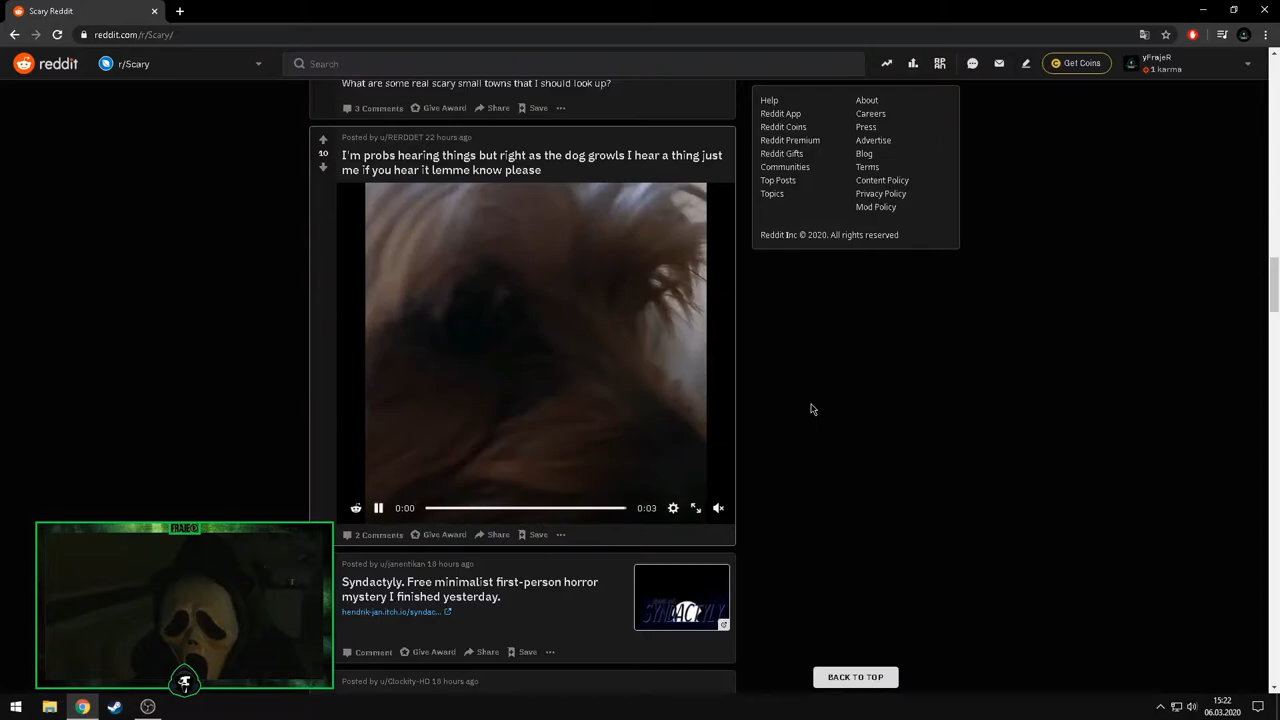 Scary Reddit
reddit.com/r/Scary/
reddit
r/Scary
Search
Get Coins
yFrajeR
1 karma
What are some real scary small towns that I should look up?
3 Comments Give Award Share Save
Help About
Reddit App Careers
Reddit Coins Press
Reddit Premium Advertise
Reddit Gifts Blog
Communities Terms
Top Posts Content Policy
Topics Privacy Policy
Mod Policy
Reddit Inc © 2020. All rights reserved
10
Posted by u/RERDDET 22 hours ago
I'm probs hearing things but right as the dog growls I hear a thing just
me if you hear it lemme know please
0:00 0:03
2 Comments Give Award Share Save
Posted by 18 hours ago
Syndactyly. Free minimalist first-person horror
mystery I finished yesterday.
hendrik-jan.itch.io/syndac...
SYNDACTYLY
Comment Give Award Share Save
Posted by u/Clockity-HD 18 hours ago
BACK TO TOP
15:22
06.03.2020